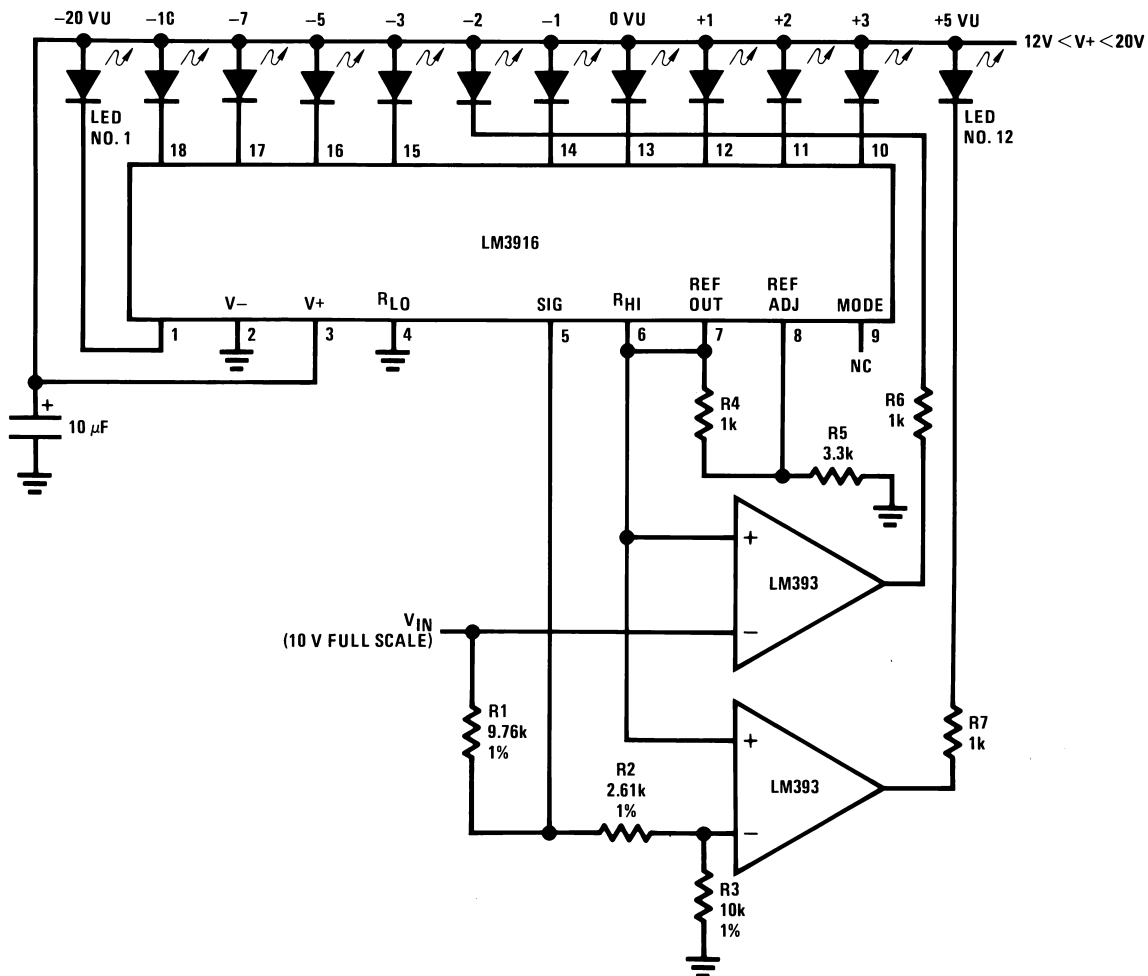 −20 VU −1C −7 −5 −3 −2 −1 0 VU +1 +2 +3 +5 VU
12V < V+ < 20V
LED
NO. 1
LED
NO. 12
18 17 16 15 14 13 12 11 10
LM3916
V− V+ RLO SIG RHI REF OUT REF ADJ MODE
1 2 3 4 5 6 7 8 9
NC
+
10 μF
R4
1k
R5
3.3k
R6
1k
+
LM393
−
VIN
(10 V FULL SCALE)
R1
9.76k
1%
R2
2.61k
1%
+
LM393
−
R7
1k
R3
10k
1%